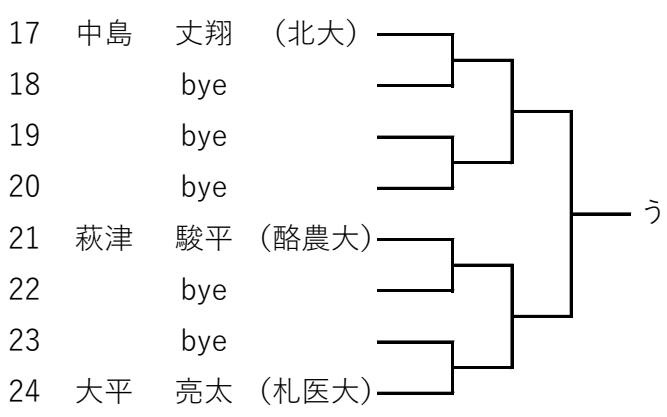 17 中島 丈翔 （北大）
18 bye
19 bye
20 bye
う
21 萩津 駿平 （酪農大）
22 bye
23 bye
24 大平 亮太 （札医大）